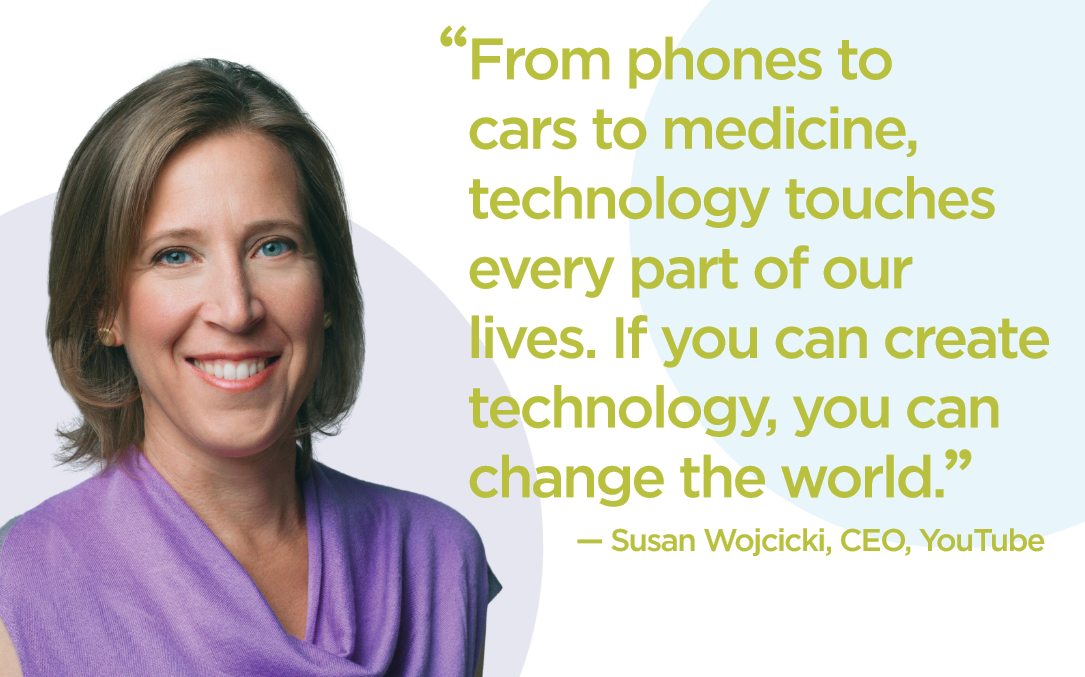 “From phones to
cars to medicine,
technology touches
every part of our
lives. If you can create
technology, you can
change the world.”
— Susan Wojcicki, CEO, YouTube